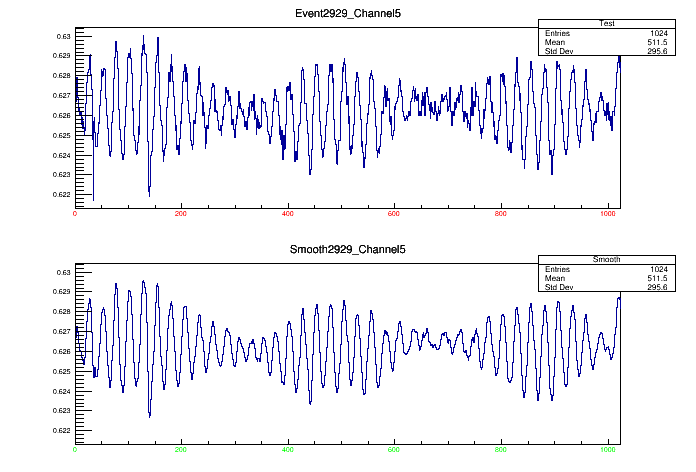 Event2929_Channel5
Test
Entries 1024
Mean 511.5
Std Dev 295.6
0.63
0.629
0.628
0.627
0.626
0.625
0.624
0.623
0.622
0 200 400 600 800 1000
Smooth2929_Channel5
Smooth
Entries 1024
Mean 511.5
Std Dev 295.6
0.63
0.629
0.628
0.627
0.626
0.625
0.624
0.623
0.622
0 200 400 600 800 1000